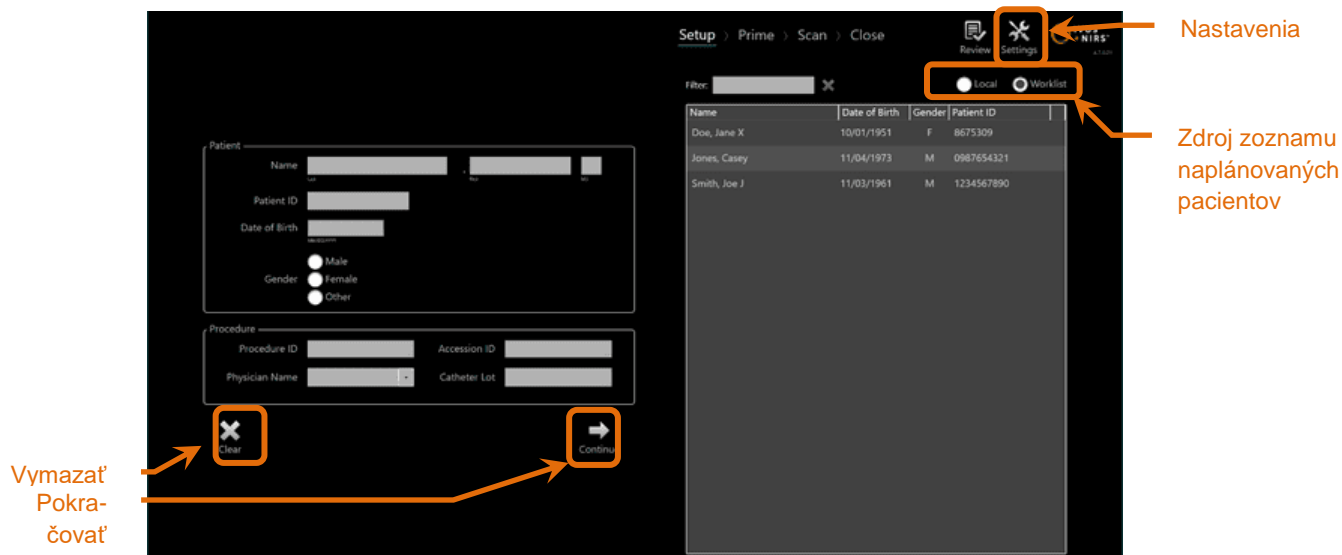 Setup › Prime › Scan › Close
Review
Settings
NIRS
Nastavenia
Filter:
Local
Worklist
Zdroj zoznamu
naplánovaných
pacientov
Name Date of Birth Gender Patient ID
Doe, Jane X 10/01/1951 F 8675309
Jones, Casey 11/04/1973 M 0987654321
Smith, Joe J 11/03/1961 M 1234567890
Patient
Name ,
Patient ID
Date of Birth
Gender
Male
Female
Other
Procedure
Procedure ID
Accession ID
Physician Name
Catheter Lot
Clear
Continue
Vymazať
Pokra-
čovať